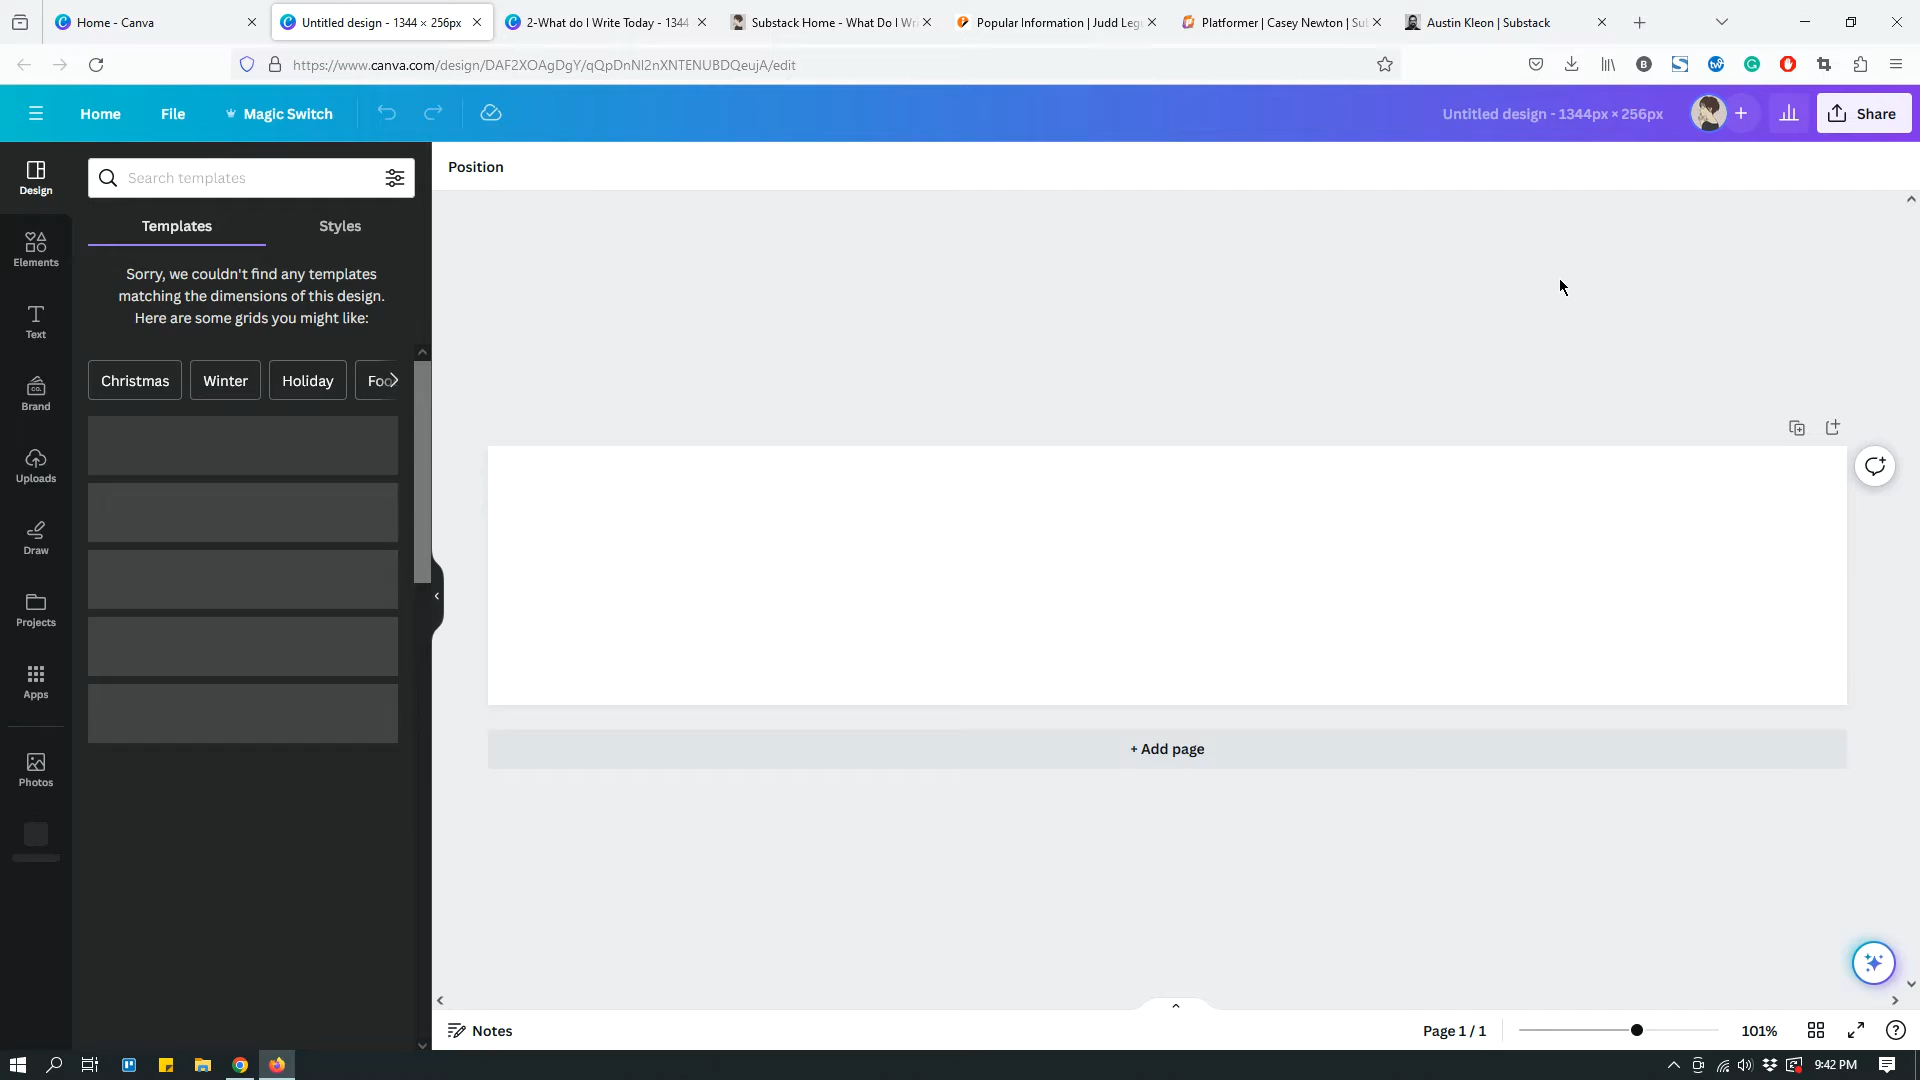 Home - Canva
Untitled design - 1344 × 256px
2-What do I Write Today - 1344
Substack Home - What Do I Wri
Popular Information | Judd Leg
Platformer | Casey Newton | Su
Austin Kleon | Substack
https://www.canva.com/design/DAF2XOAgDgY/qQpDnNI2nXNTENUBDQeujA/edit
Home
File
Magic Switch
Untitled design - 1344px × 256px
Share
Design
Elements
Text
Brand
Uploads
Draw
Projects
Apps
Photos
Search templates
Templates
Styles
Sorry, we couldn't find any templates
matching the dimensions of this design.
Here are some grids you might like:
Christmas
Winter
Holiday
Foo
Position
+ Add page
Notes
Page 1 / 1
101%
9:42 PM